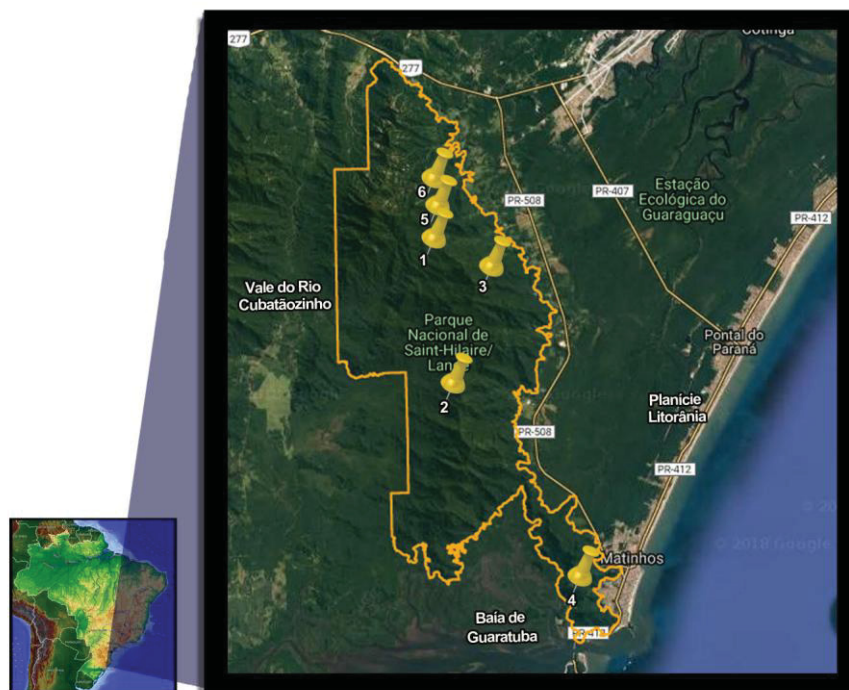 Cotinga
277
277
PR-508
PR-407
Estação
Ecológica do
Guaraguaçu
PR-412
6
5
1
3
Vale do Rio
Cubatãozinho
Parque
Nacional de
Saint-Hilaire/
Lange
2
Pontal do
Paraná
Planície
Litorânia
PR-508
PR-412
© 2018 Google
Matinhos
4
Baía de
Guaratuba
PR-412